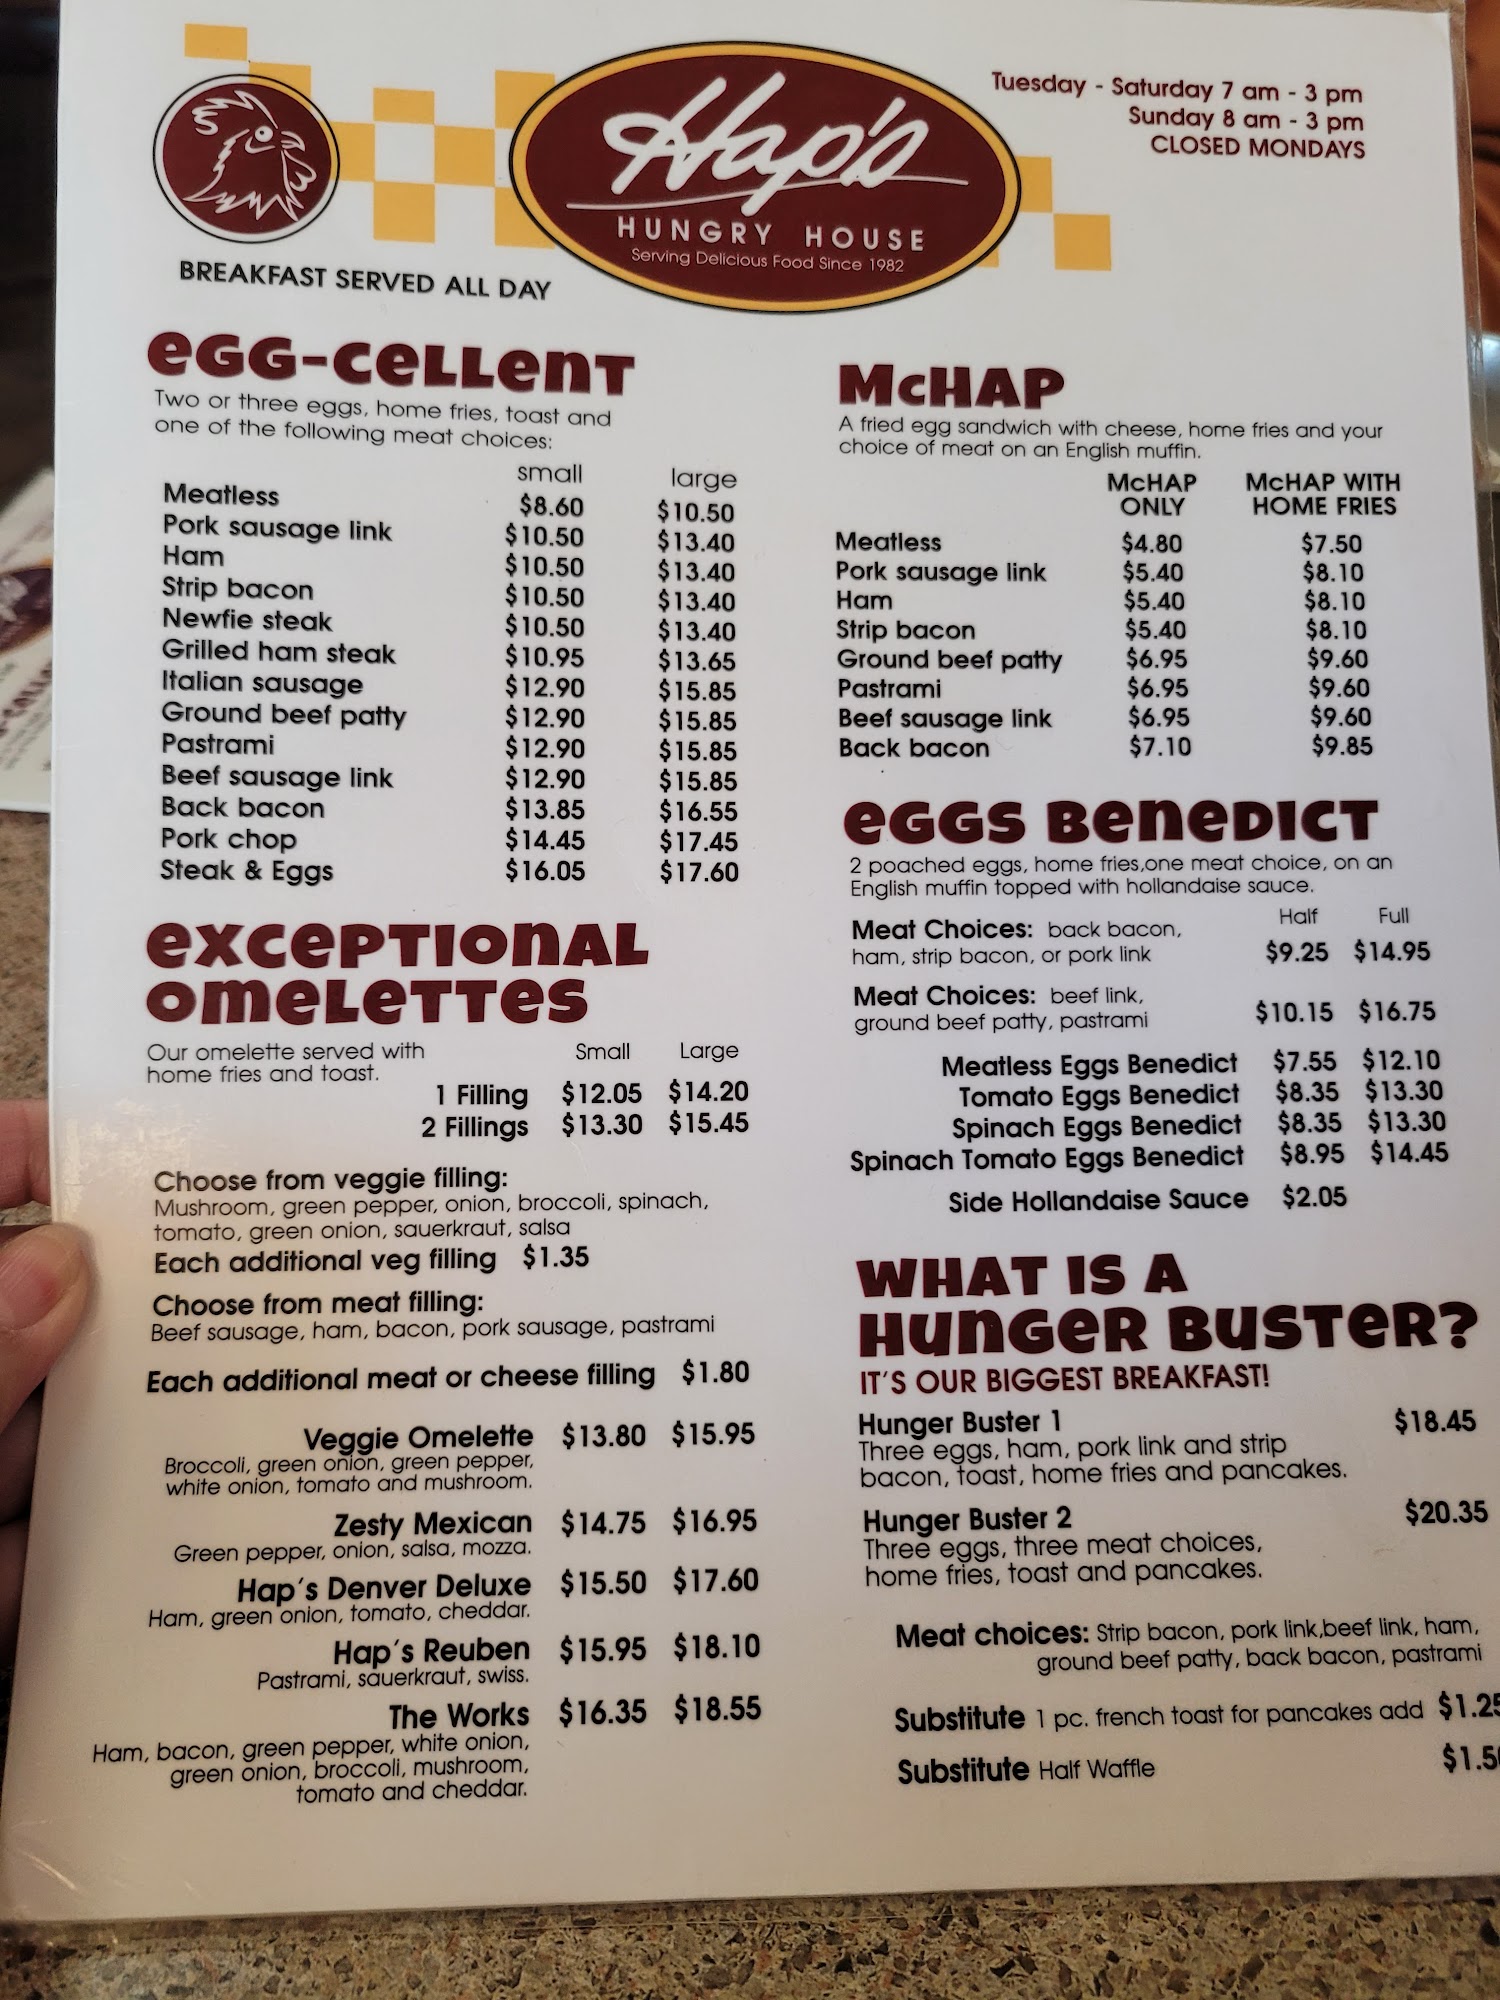 Hap's
HUNGRY HOUSE
Serving Delicious Food Since 1982
Tuesday - Saturday 7 am - 3 pm
Sunday 8 am - 3 pm
CLOSED MONDAYS
BREAKFAST SERVED ALL DAY
eGG-CeLLenT
Two or three eggs, home fries, toast and
one of the following meat choices:
small large
Meatless $8.60 $10.50
Pork sausage link $10.50 $13.40
Ham $10.50 $13.40
Strip bacon $10.50 $13.40
Newfie steak $10.50 $13.40
Grilled ham steak $10.95 $13.65
Italian sausage $12.90 $15.85
Ground beef patty $12.90 $15.85
Pastrami $12.90 $15.85
Beef sausage link $12.90 $15.85
Back bacon $13.85 $16.55
Pork chop $14.45 $17.45
Steak & Eggs $16.05 $17.60
exCePTIOnAL
OmeLeTTeS
Our omelette served with
home fries and toast.
Small Large
1 Filling $12.05 $14.20
2 Fillings $13.30 $15.45
Choose from veggie filling:
Mushroom, green pepper, onion, broccoli, spinach,
tomato, green onion, sauerkraut, salsa
Each additional veg filling $1.35
Choose from meat filling:
Beef sausage, ham, bacon, pork sausage, pastrami
Each additional meat or cheese filling $1.80
Veggie Omelette $13.80 $15.95
Broccoli, green onion, green pepper,
white onion, tomato and mushroom.
Zesty Mexican $14.75 $16.95
Green pepper, onion, salsa, mozza.
Hap's Denver Deluxe $15.50 $17.60
Ham, green onion, tomato, cheddar.
Hap's Reuben $15.95 $18.10
Pastrami, sauerkraut, swiss.
The Works $16.35 $18.55
Ham, bacon, green pepper, white onion,
green onion, broccoli, mushroom,
tomato and cheddar.
McHAP
A fried egg sandwich with cheese, home fries and your
choice of meat on an English muffin.
McHAP McHAP WITH
ONLY HOME FRIES
Meatless $4.80 $7.50
Pork sausage link $5.40 $8.10
Ham $5.40 $8.10
Strip bacon $5.40 $8.10
Ground beef patty $6.95 $9.60
Pastrami $6.95 $9.60
Beef sausage link $6.95 $9.60
Back bacon $7.10 $9.85
eGGS BeneDICT
2 poached eggs, home fries,one meat choice, on an
English muffin topped with hollandaise sauce.
Half Full
Meat Choices: back bacon,
ham, strip bacon, or pork link $9.25 $14.95
Meat Choices: beef link,
ground beef patty, pastrami $10.15 $16.75
Meatless Eggs Benedict $7.55 $12.10
Tomato Eggs Benedict $8.35 $13.30
Spinach Eggs Benedict $8.35 $13.30
Spinach Tomato Eggs Benedict $8.95 $14.45
Side Hollandaise Sauce $2.05
WHAT IS A
HunGeR BuSTeR?
IT'S OUR BIGGEST BREAKFAST!
Hunger Buster 1 $18.45
Three eggs, ham, pork link and strip
bacon, toast, home fries and pancakes.
Hunger Buster 2 $20.35
Three eggs, three meat choices,
home fries, toast and pancakes.
Meat choices: Strip bacon, pork link,beef link, ham,
ground beef patty, back bacon, pastrami
Substitute 1 pc. french toast for pancakes add $1.25
Substitute Half Waffle $1.5